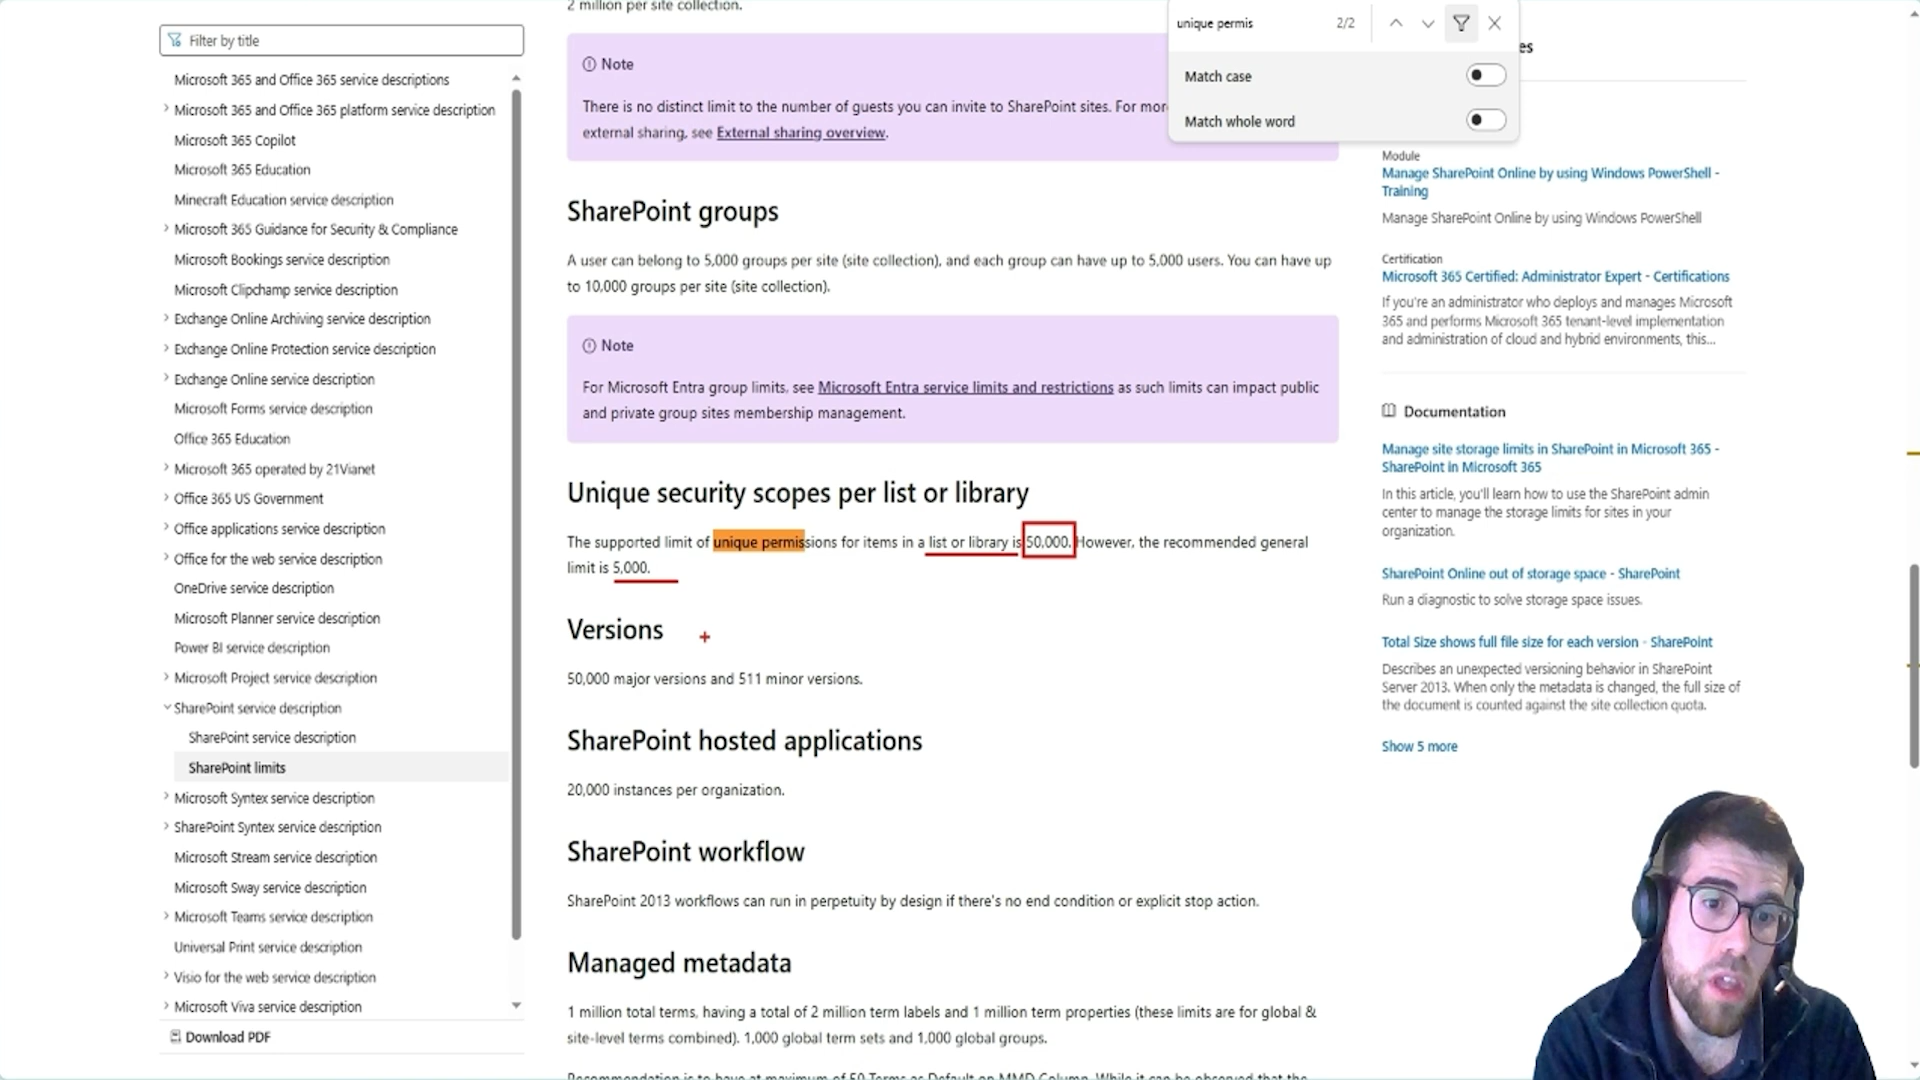 Filter by title
Microsoft 365 and Office 365 service descriptions
Microsoft 365 and Office 365 platform service description
Microsoft 365 Copilot
Microsoft 365 Education
Minecraft Education service description
Microsoft 365 Guidance for Security & Compliance
Microsoft Bookings service description
Microsoft Clipchamp service description
Exchange Online Archiving service description
Exchange Online Protection service description
Exchange Online service description
Microsoft Forms service description
Office 365 Education
Microsoft 365 operated by 21Vianet
Office 365 US Government
Office applications service description
Office for the web service description
OneDrive service description
Microsoft Planner service description
Power BI service description
Microsoft Project service description
SharePoint service description
SharePoint service description
SharePoint limits
Microsoft Syntex service description
SharePoint Syntex service description
Microsoft Stream service description
Microsoft Sway service description
Microsoft Teams service description
Universal Print service description
Visio for the web service description
Microsoft Viva service description
Download PDF
2 million per site collection.
Note
There is no distinct limit to the number of guests you can invite to SharePoint sites. For mor
external sharing, see External sharing overview.
SharePoint groups
A user can belong to 5,000 groups per site (site collection), and each group can have up to 5,000 users. You can have up
to 10,000 groups per site (site collection).
Note
For Microsoft Entra group limits, see Microsoft Entra service limits and restrictions as such limits can impact public
and private group sites membership management.
Unique security scopes per list or library
The supported limit of unique permissions for items in a list or library is 50,000. However, the recommended general
limit is 5,000.
Versions
50,000 major versions and 511 minor versions.
SharePoint hosted applications
20,000 instances per organization.
SharePoint workflow
SharePoint 2013 workflows can run in perpetuity by design if there's no end condition or explicit stop action.
Managed metadata
1 million total terms, having a total of 2 million term labels and 1 million term properties (these limits are for global &
site-level terms combined). 1,000 global term sets and 1,000 global groups.
Recommendation is to have at maximum of 50 Terms as Default on MMD Column. While it can be observed that the
unique permis 2/2
Match case
Match whole word
es
Module
Manage SharePoint Online by using Windows PowerShell -
Training
Manage SharePoint Online by using Windows PowerShell
Certification
Microsoft 365 Certified: Administrator Expert - Certifications
If you're an administrator who deploys and manages Microsoft
365 and performs Microsoft 365 tenant-level implementation
and administration of cloud and hybrid environments, this...
Documentation
Manage site storage limits in SharePoint in Microsoft 365 -
SharePoint in Microsoft 365
In this article, you'll learn how to use the SharePoint admin
center to manage the storage limits for sites in your
organization.
SharePoint Online out of storage space - SharePoint
Run a diagnostic to solve storage space issues.
Total Size shows full file size for each version - SharePoint
Describes an unexpected versioning behavior in SharePoint
Server 2013. When only the metadata is changed, the full size of
the document is counted against the site collection quota.
Show 5 more